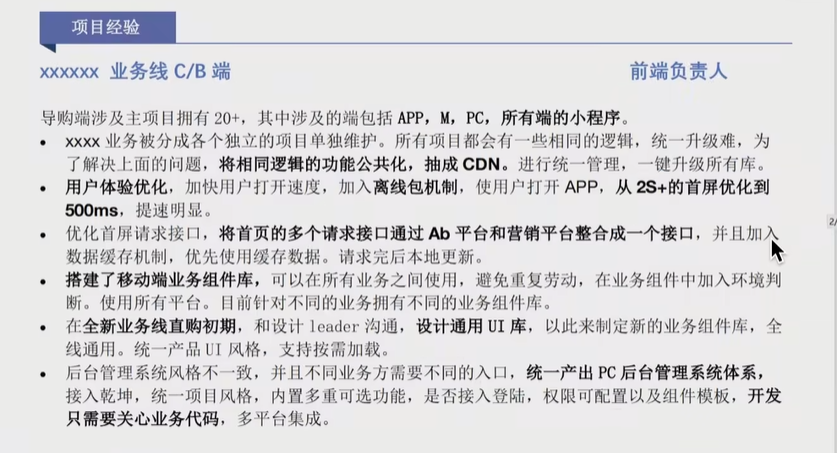 项目经验
xxxxxx 业务线 C/B 端 前端负责人
导购端涉及主项目拥有 20+，其中涉及的端包括 APP，M，PC，所有端的小程序。
• xxxx 业务被分成各个独立的项目单独维护。所有项目都会有一些相同的逻辑，统一升级难，为
了解决上面的问题，将相同逻辑的功能公共化，抽成 CDN。进行统一管理，一键升级所有库。
• 用户体验优化，加快用户打开速度，加入离线包机制，使用户打开 APP，从 2S+的首屏优化到
500ms，提速明显。
• 优化首屏请求接口，将首页的多个请求接口通过 Ab 平台和营销平台整合成一个接口，并且加入
数据缓存机制，优先使用缓存数据。请求完后本地更新。
• 搭建了移动端业务组件库，可以在所有业务之间使用，避免重复劳动，在业务组件中加入环境判
断。使用所有平台。目前针对不同的业务拥有不同的业务组件库。
• 在全新业务线直购初期，和设计 leader 沟通，设计通用 UI 库，以此来制定新的业务组件库，全
线通用。统一产品 UI 风格，支持按需加载。
• 后台管理系统风格不一致，并且不同业务方需要不同的入口，统一产出 PC 后台管理系统体系，
接入乾坤，统一项目风格，内置多重可选功能，是否接入登陆，权限可配置以及组件模板，开发
只需要关心业务代码，多平台集成。
2/